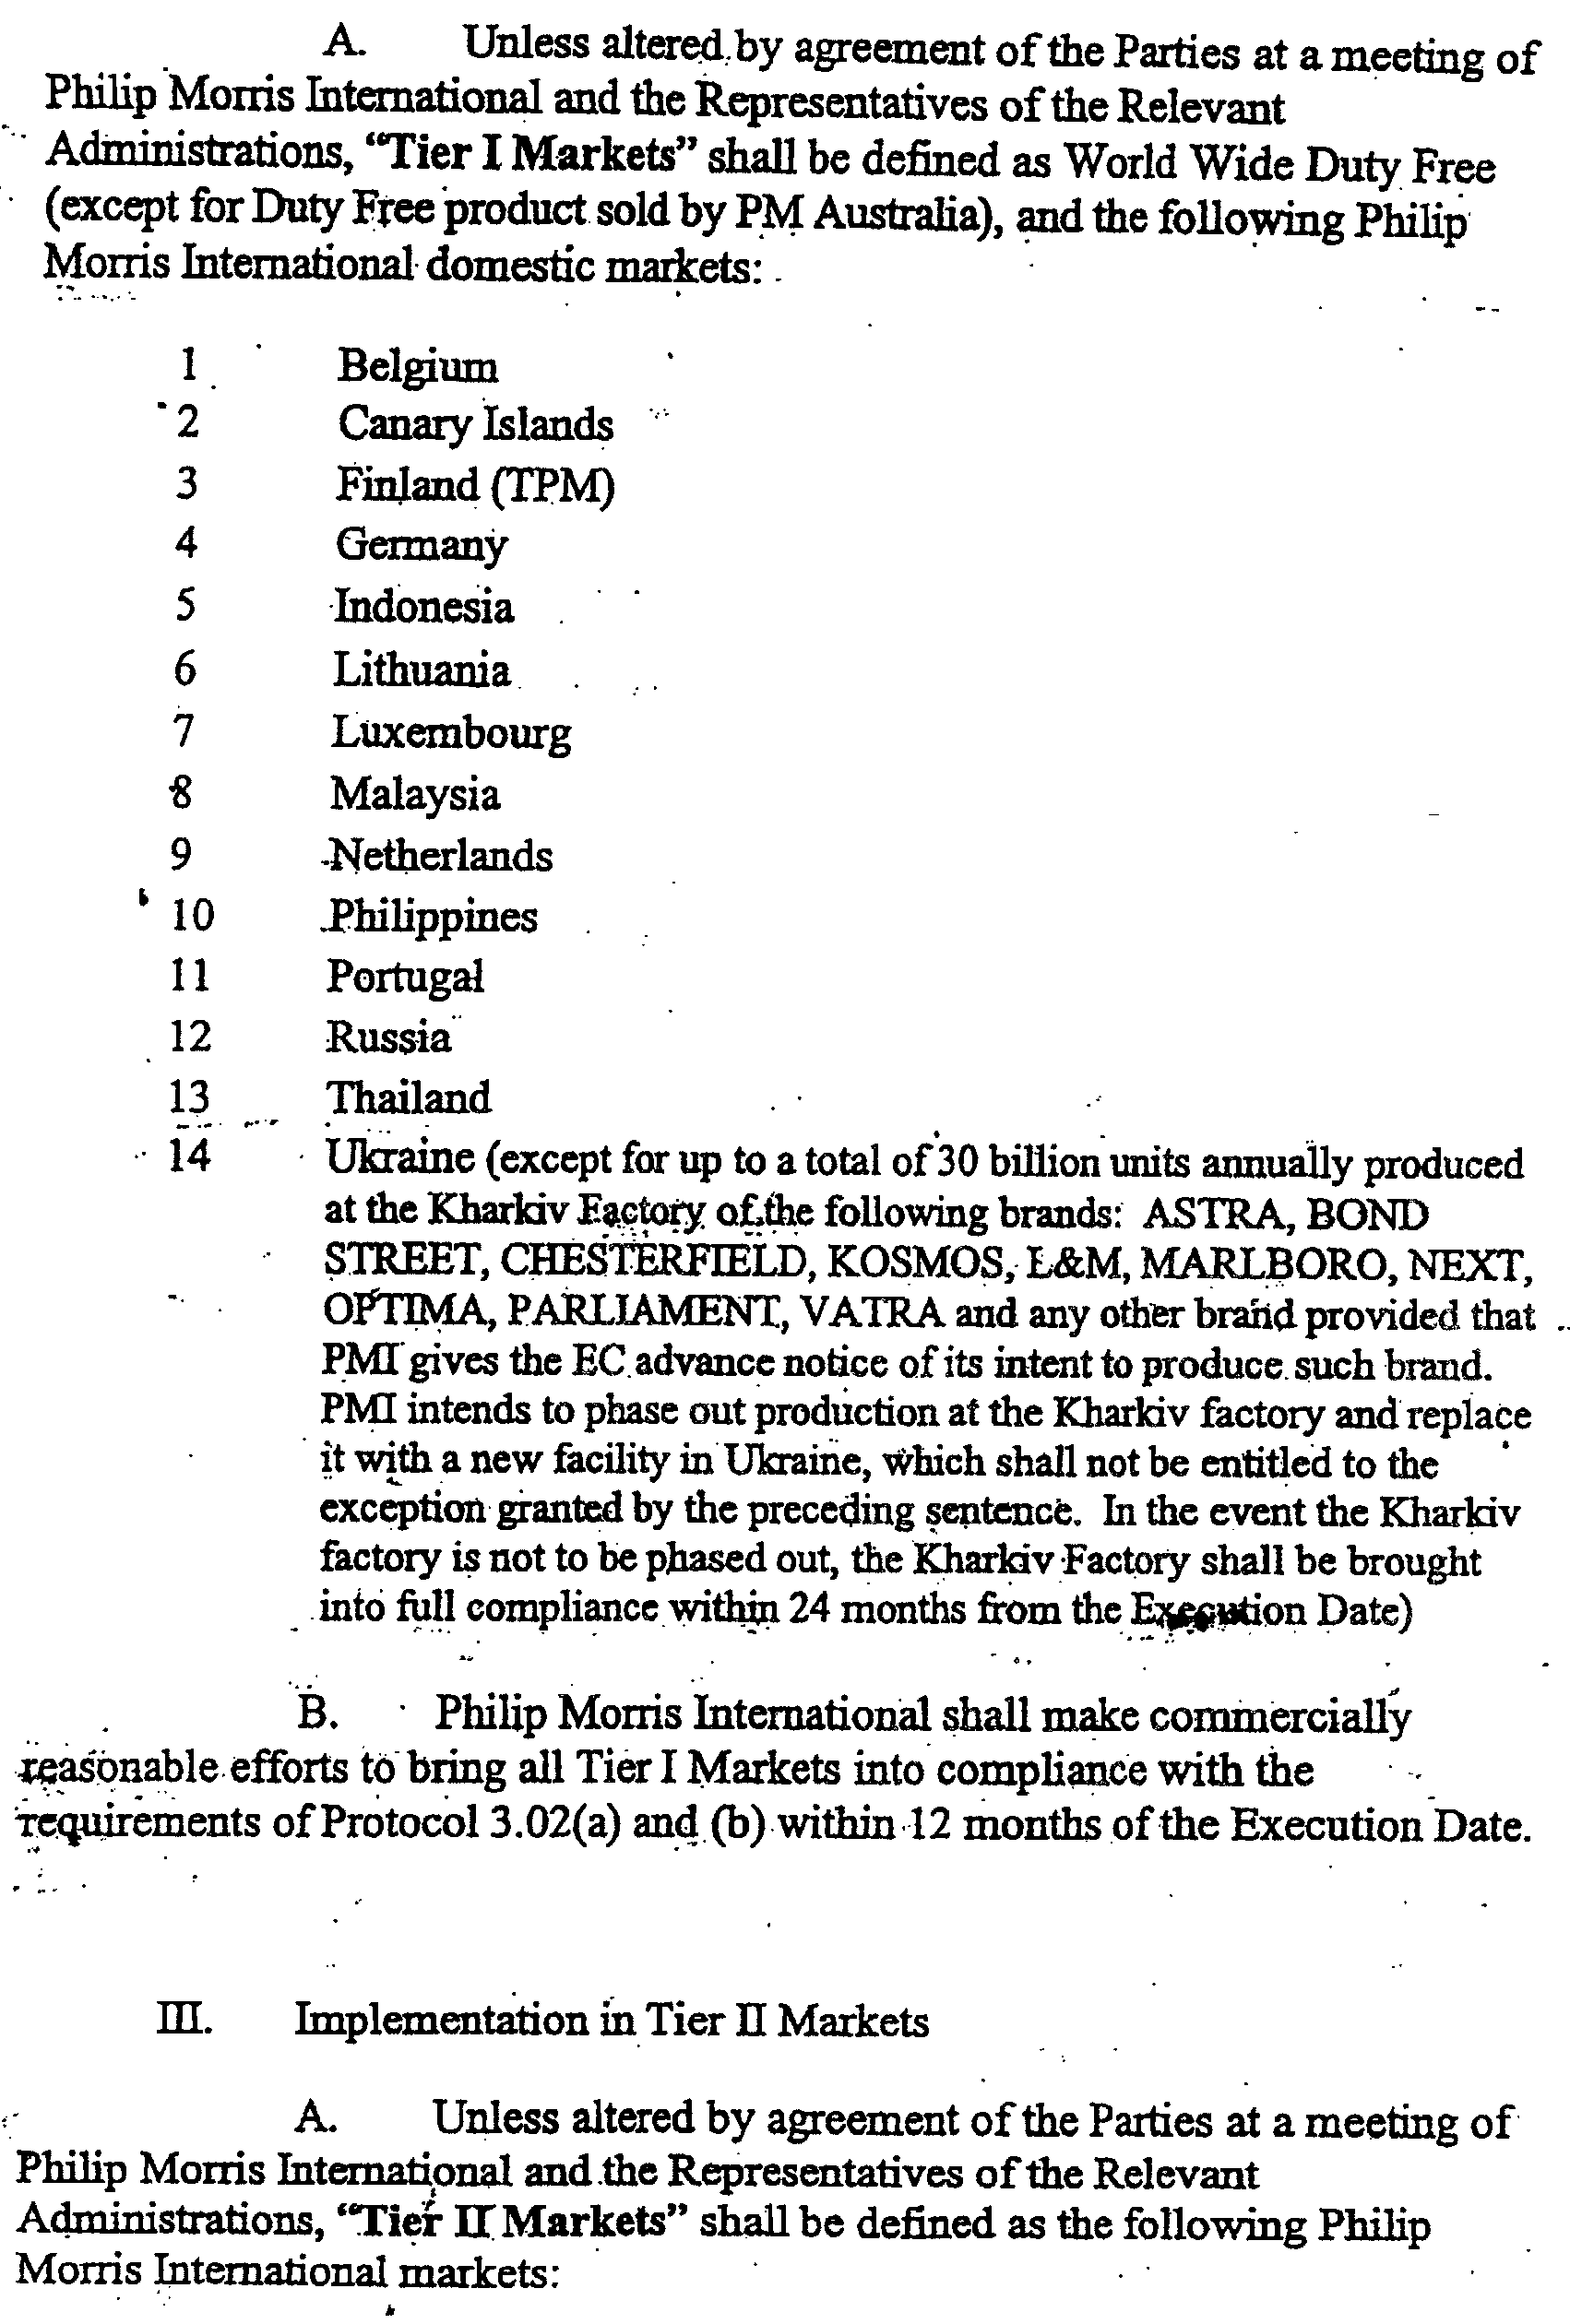 A. Unless altered by agreement of the Parties at a meeting of
Philip Morris International and the Representatives of the Relevant
Administrations, “Tier I Markets” shall be defined as World Wide Duty Free
(except for Duty Free product sold by PM Australia), and the following Philip
Morris International domestic markets:
1 Belgium
2 Canary Islands
3 Finland (TPM)
4 Germany
5 Indonesia
6 Lithuania
7 Luxembourg
8 Malaysia
9 Netherlands
10 Philippines
11 Portugal
12 Russia
13 Thailand
14 Ukraine (except for up to a total of 30 billion units annually produced
at the Kharkiv Factory of the following brands: ASTRA, BOND
STREET, CHESTERFIELD, KOSMOS, L&M, MARLBORO, NEXT,
OPTIMA, PARLIAMENT, VATRA and any other brand provided that
PMI gives the EC advance notice of its intent to produce such brand.
PMI intends to phase out production at the Kharkiv factory and replace
it with a new facility in Ukraine, which shall not be entitled to the
exception granted by the preceding sentence. In the event the Kharkiv
factory is not to be phased out, the Kharkiv Factory shall be brought
into full compliance within 24 months from the Execution Date)
B. Philip Morris International shall make commercially
reasonable efforts to bring all Tier I Markets into compliance with the
requirements of Protocol 3.02(a) and (b) within 12 months of the Execution Date.
III. Implementation in Tier II Markets
A. Unless altered by agreement of the Parties at a meeting of
Philip Morris International and the Representatives of the Relevant
Administrations, “Tier II Markets” shall be defined as the following Philip
Morris International markets: